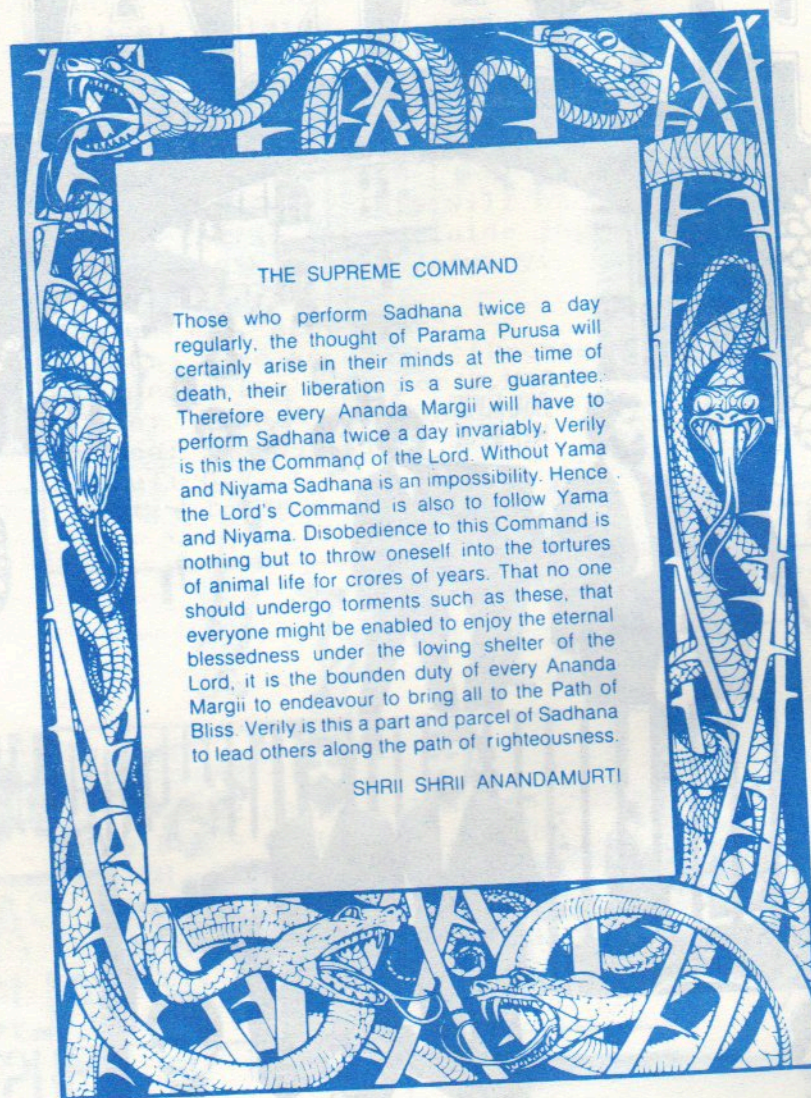 THE SUPREME COMMAND
Those who perform Sadhana twice a day
regularly, the thought of Parama Purusa will
certainly arise in their minds at the time of
death, their liberation is a sure guarantee.
Therefore every Ananda Margii will have to
perform Sadhana twice a day invariably. Verily
is this the Command of the Lord. Without Yama
and Niyama Sadhana is an impossibility. Hence
the Lord's Command is also to follow Yama
and Niyama. Disobedience to this Command is
nothing but to throw oneself into the tortures
of animal life for crores of years. That no one
should undergo torments such as these, that
everyone might be enabled to enjoy the eternal
blessedness under the loving shelter of the
Lord, it is the bounden duty of every Ananda
Margii to endeavour to bring all to the Path of
Bliss. Verily is this a part and parcel of Sadhana
to lead others along the path of righteousness.
SHRII SHRII ANANDAMURTI